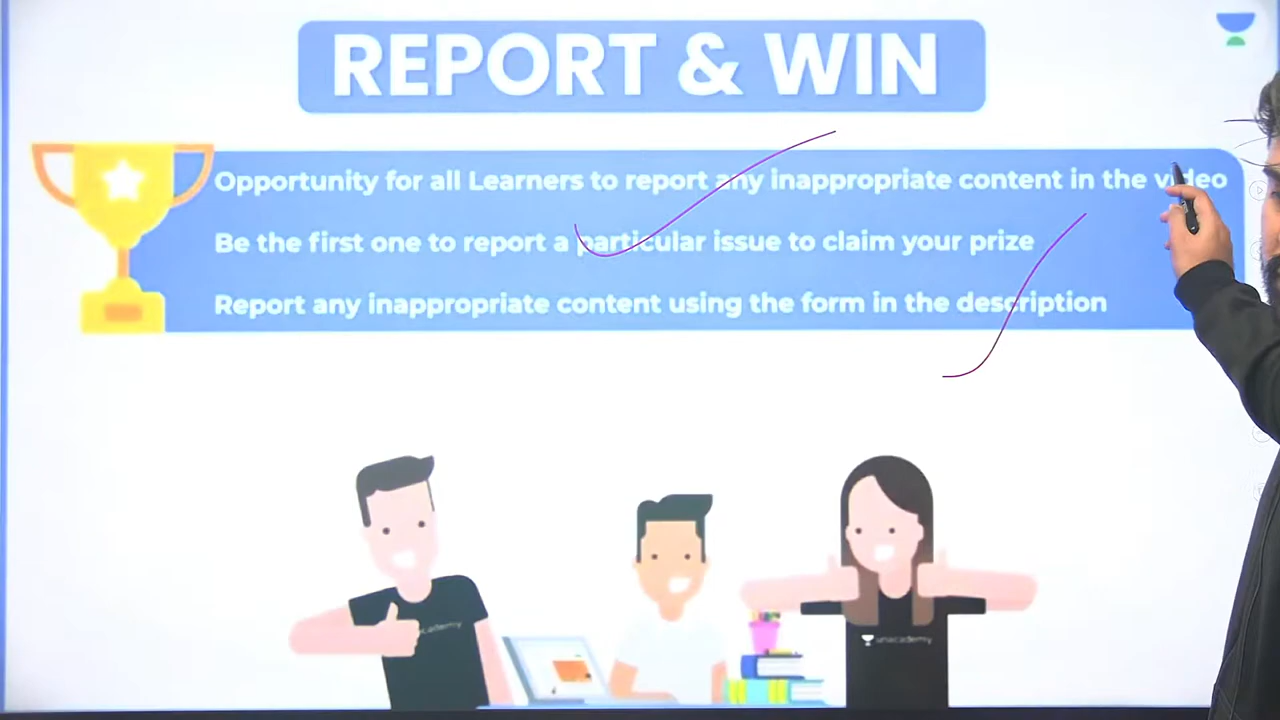 REPORT & WIN
Opportunity for all Learners to report any inappropriate content in the video
Be the first one to report a particular issue to claim your prize
Report any inappropriate content using the form in the description
unacademy